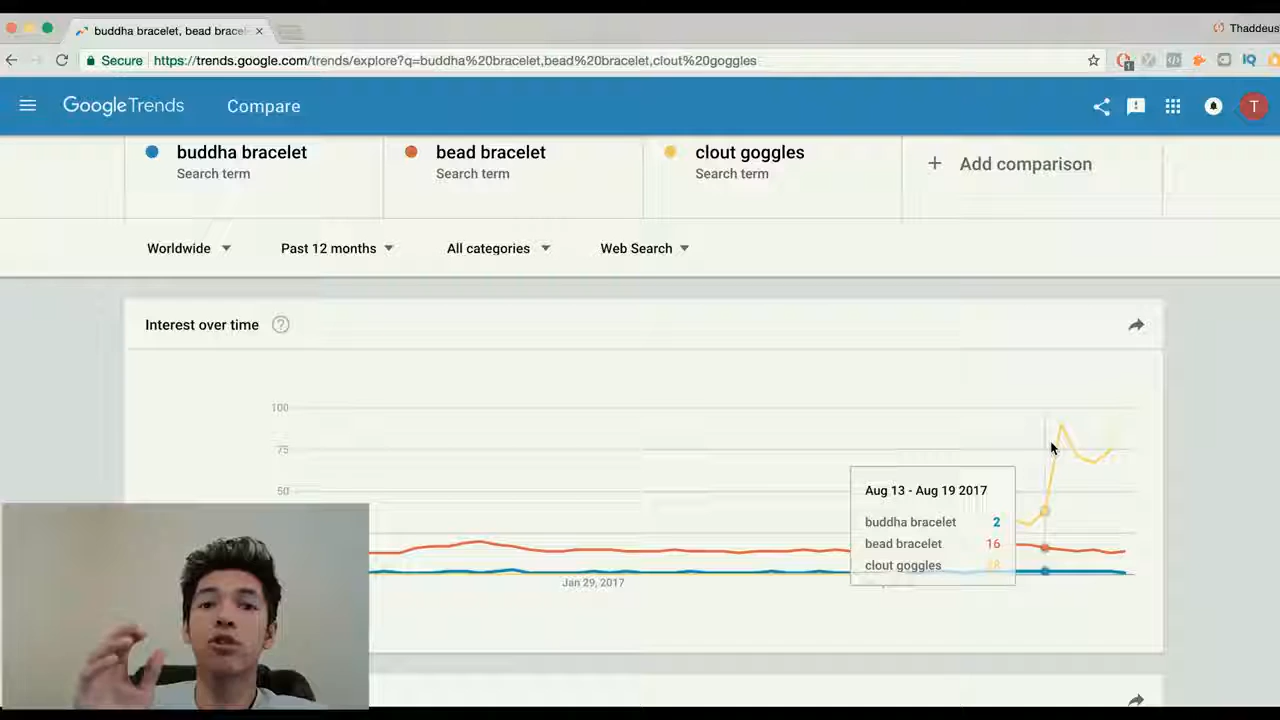 buddha bracelet, bead brace
Thaddeus
Secure https://trends.google.com/trends/explore?q=buddha%20bracelet,bead%20bracelet,clout%20goggles
1
IQ
Google Trends Compare
T
buddha bracelet
Search term
bead bracelet
Search term
clout goggles
Search term
+ Add comparison
Worldwide
Past 12 months
All categories
Web Search
Interest over time ?
100
75
50
Aug 13 - Aug 19 2017
buddha bracelet 2
bead bracelet 16
clout goggles
Jan 29, 2017